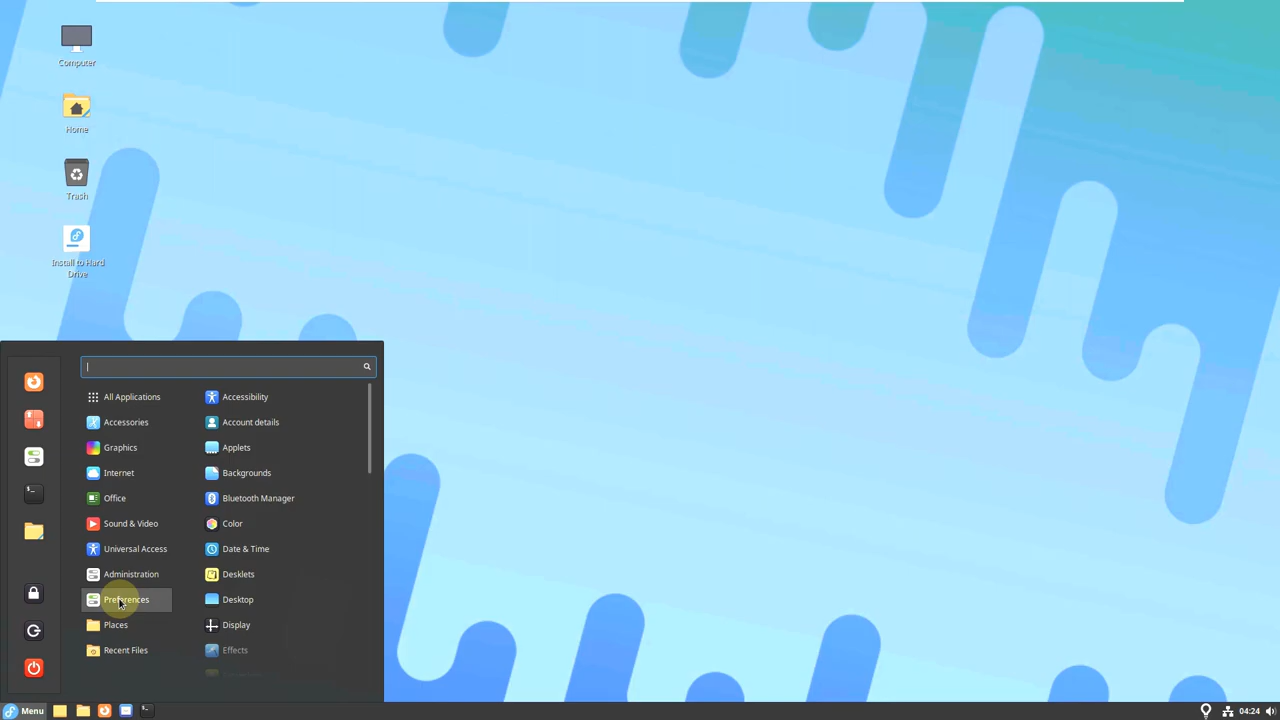 Computer
Home
Trash
Install to Hard
Drive
All Applications
Accessories
Graphics
Internet
Office
Sound & Video
Universal Access
Administration
Preferences
Places
Recent Files
Accessibility
Account details
Applets
Backgrounds
Bluetooth Manager
Color
Date & Time
Desklets
Desktop
Display
Effects
Menu
04:24